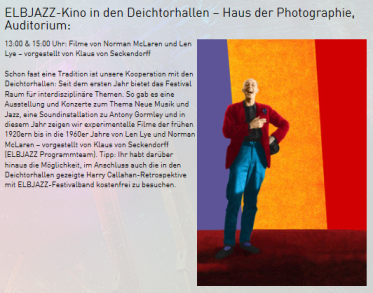 ELBJAZZ-Kino in den Deichtorhallen – Haus der Photographie,
Auditorium:
13:00 & 15:00 Uhr: Filme von Norman McLaren und Len
Lye – vorgestellt von Klaus von Seckendorff
Schon fast eine Tradition ist unsere Kooperation mit den
Deichtorhallen: Seit dem ersten Jahr bietet das Festival
Raum für interdisziplinäre Themen. So gab es eine
Ausstellung und Konzerte zum Thema Neue Musik und
Jazz, eine Soundinstallation zu Antony Gormley und in
diesem Jahr zeigen wir experimentelle Filme der frühen
1920ern bis in die 1960er Jahre von Len Lye und Norman
McLaren – vorgestellt von Klaus von Seckendorff
(ELBJAZZ Programmteam). Tipp: Ihr habt darüber
hinaus die Möglichkeit, im Anschluss auch die in den
Deichtorhallen gezeigte Harry Callahan-Retrospektive
mit ELBJAZZ-Festivalband kostenfrei zu besuchen.